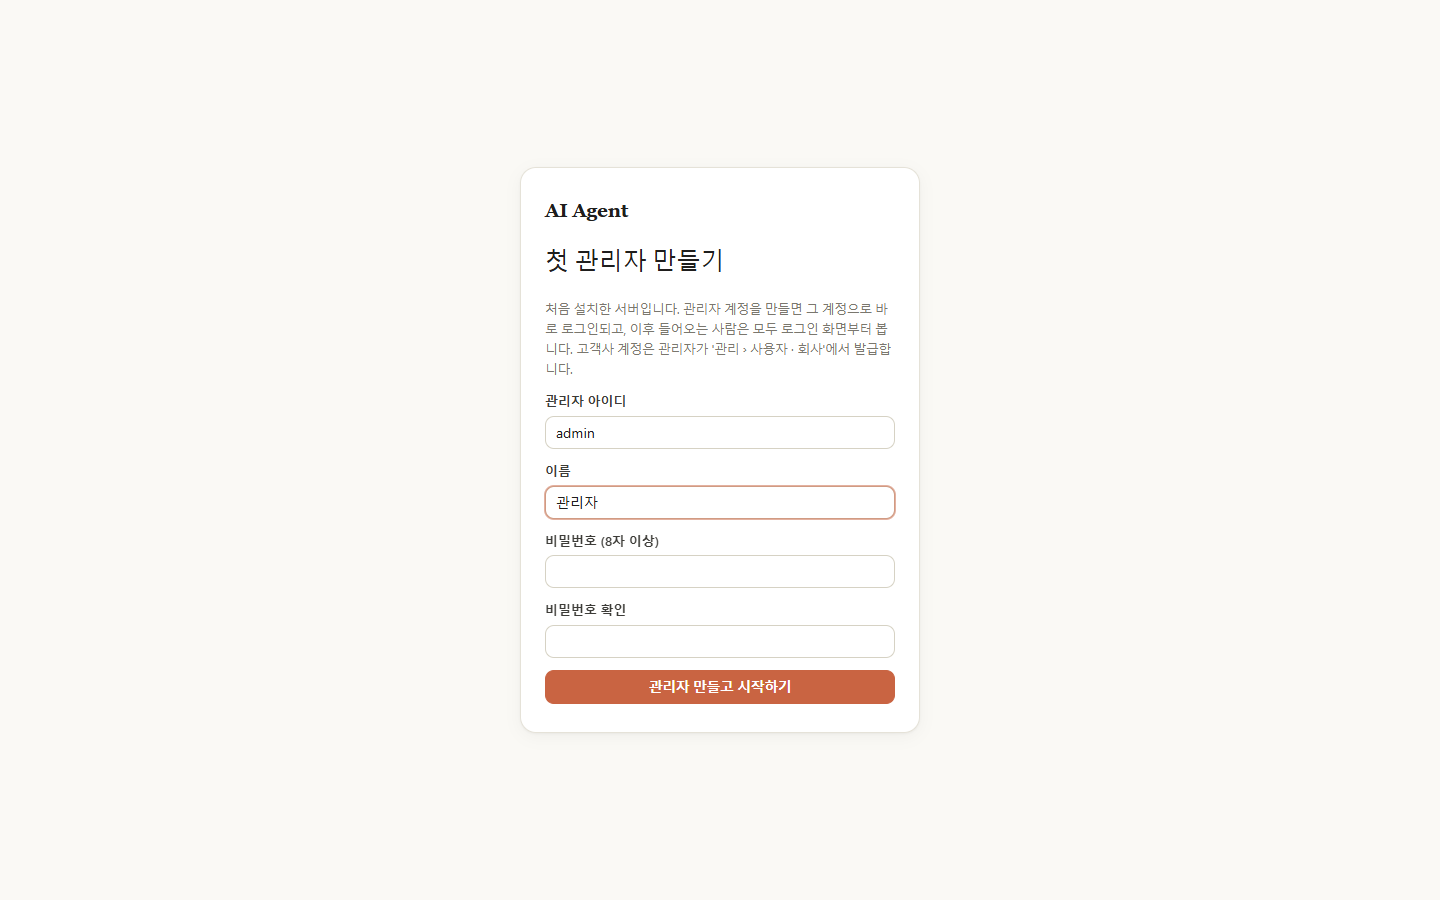 AI Agent
첫 관리자 만들기
처음 설치한 서버입니다. 관리자 계정을 만들면 그 계정으로 바
로 로그인되고, 이후 들어오는 사람은 모두 로그인 화면부터 봅
니다. 고객사 계정은 관리자가 '관리 › 사용자 · 회사'에서 발급합
니다.
관리자 아이디
admin
이름
관리자
비밀번호 (8자 이상)
비밀번호 확인
관리자 만들고 시작하기